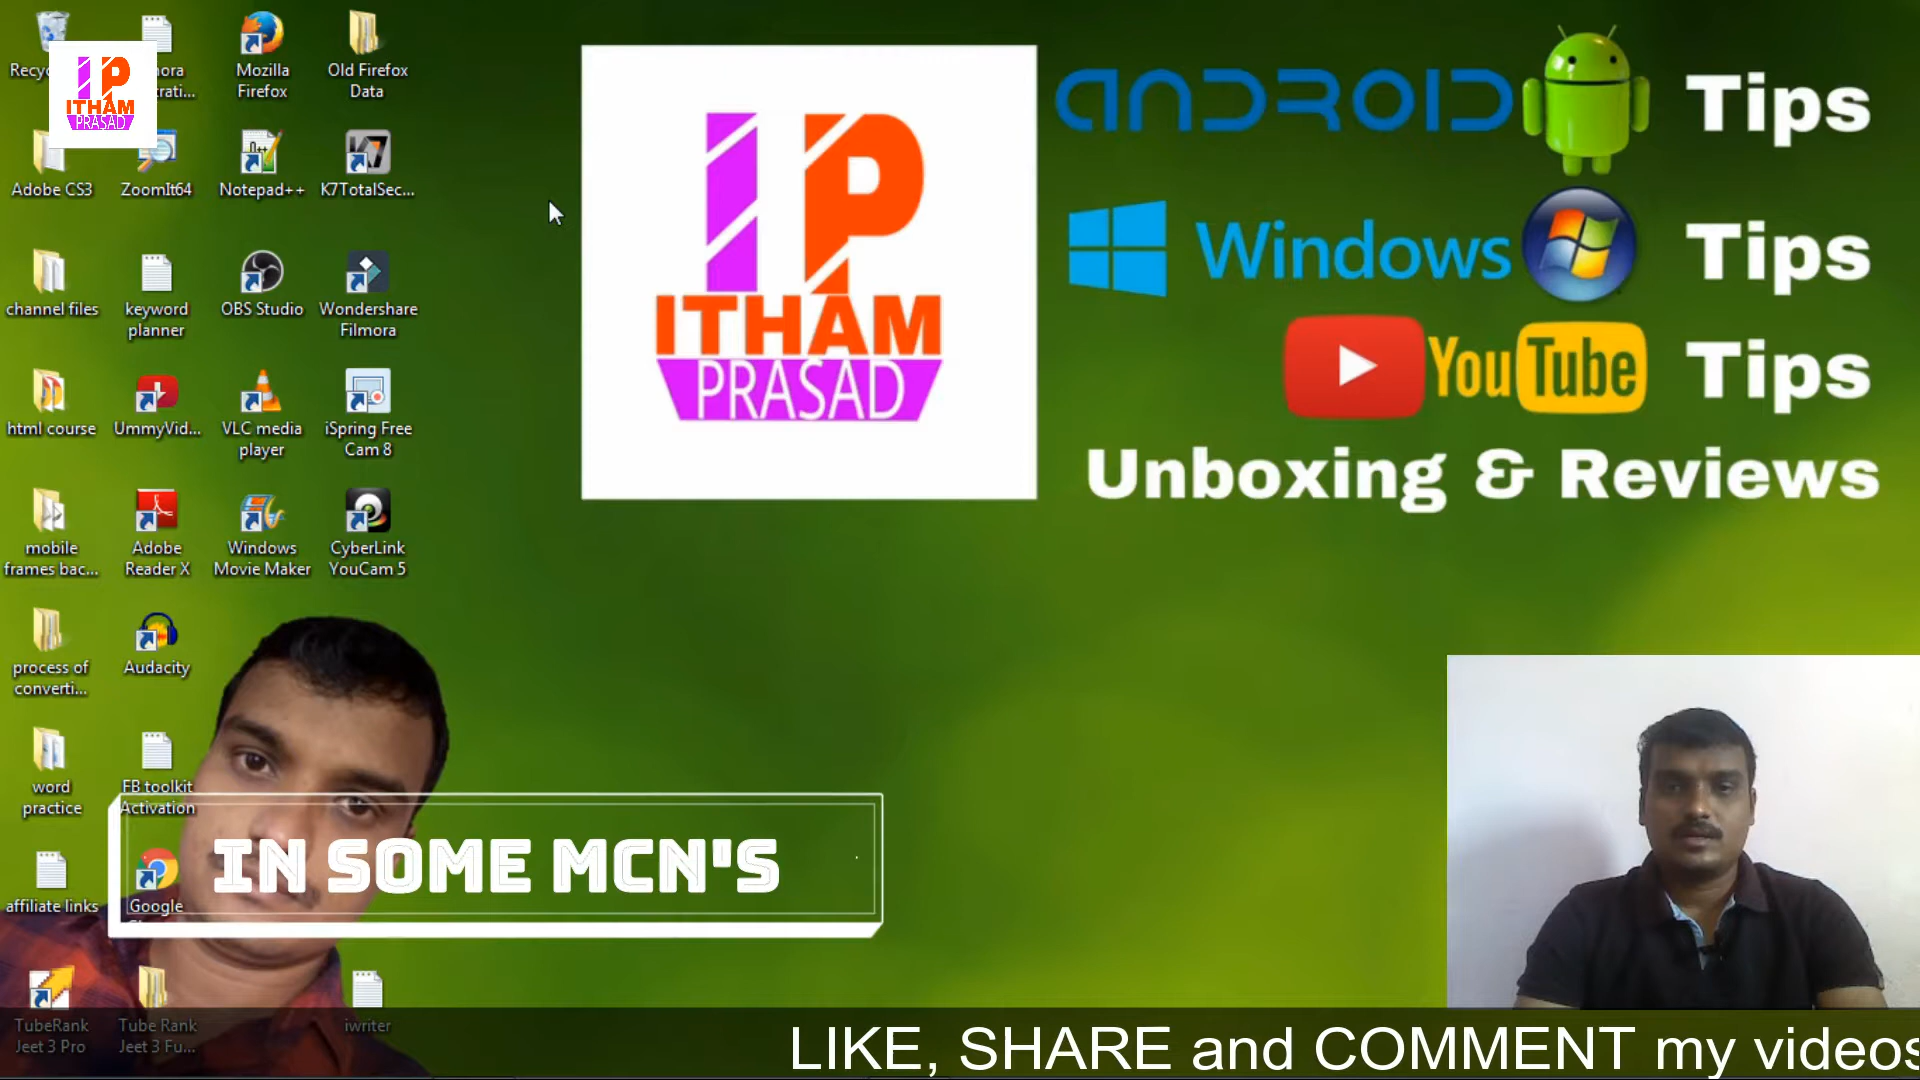 Mozilla
Firefox
Old Firefox
Data
IP
ITHAM
PRASAD
Adobe CS3
ZoomIt64
Notepad++
K7TotalSec...
channel files
keyword
planner
OBS Studio
Wondershare
Filmora
html course
UmmyVid...
VLC media
player
iSpring Free
Cam 8
mobile
frames bac...
Adobe
Reader X
Windows
Movie Maker
CyberLink
YouCam 5
process of
converti...
Audacity
word
practice
FB toolkit
Activation
affiliate links
Google
TubeRank
Jeet 3 Pro
Tube Rank
Jeet 3 Fu...
iwriter
IP
ITHAM
PRASAD
ANDROID Tips
Windows Tips
YouTube Tips
Unboxing & Reviews
IN SOME MCN'S
LIKE, SHARE and COMMENT my videos